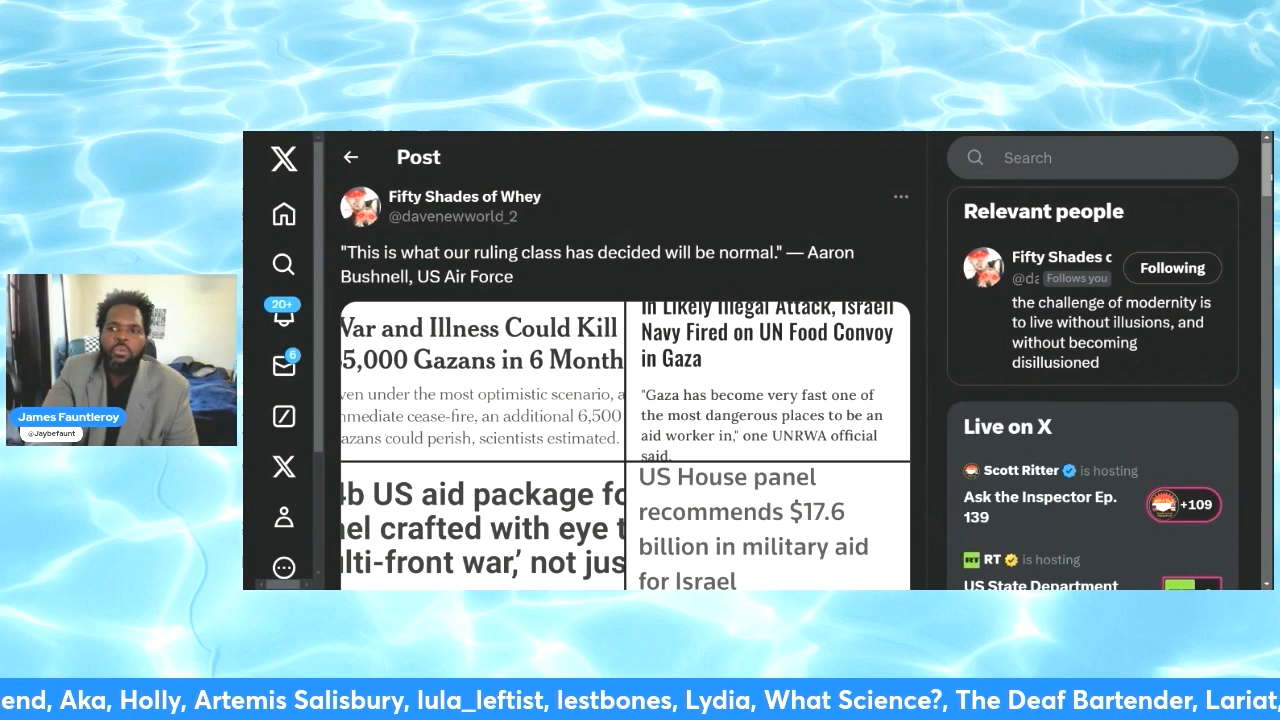 Post
Fifty Shades of Whey
@davenewworld_2
"This is what our ruling class has decided will be normal." — Aaron
Bushnell, US Air Force
War and Illness Could Kill
85,000 Gazans in 6 Month
ven under the most optimistic scenario, a
mmediate cease-fire, an additional 6,500
azans could perish, scientists estimated.
In Likely Illegal Attack, Israeli
Navy Fired on UN Food Convoy
in Gaza
"Gaza has become very fast one of
the most dangerous places to be an
aid worker in," one UNRWA official
said.
4b US aid package fo
ael crafted with eye t
ulti-front war,' not jus
US House panel
recommends $17.6
billion in military aid
for Israel
20+
6
Search
Relevant people
Fifty Shades c
@da Follows you
Following
the challenge of modernity is
to live without illusions, and
without becoming
disillusioned
Live on X
Scott Ritter is hosting
Ask the Inspector Ep.
139
+109
RT RT is hosting
US State Department
James Fauntleroy
@Jaybefaunt
end, Aka, Holly, Artemis Salisbury, lula_leftist, lestbones, Lydia, What Science?, The Deaf Bartender, Lariat,